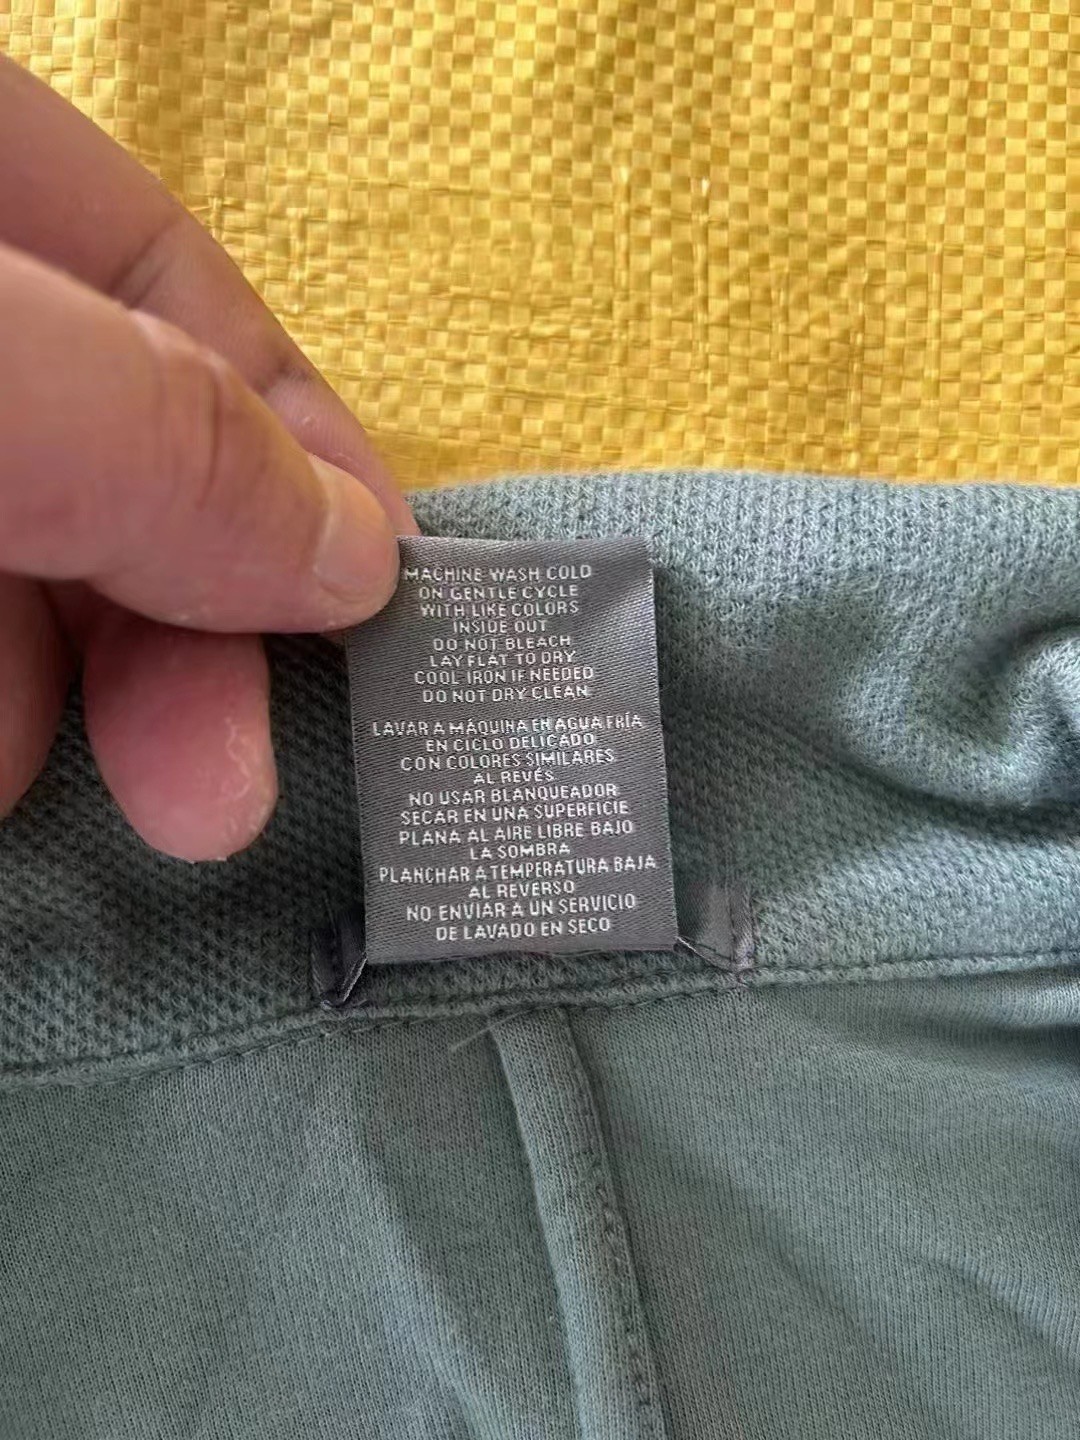 MACHINE WASH COLD
ON GENTLE CYCLE
WITH LIKE COLORS
INSIDE OUT
DO NOT BLEACH
LAY FLAT TO DRY
COOL IRON IF NEEDED
DO NOT DRY CLEAN
LAVAR A MÁQUINA EN AGUA FRÍA
EN CICLO DELICADO
CON COLORES SIMILARES
AL REVÉS
NO USAR BLANQUEADOR
SECAR EN UNA SUPERFICIE
PLANA AL AIRE LIBRE BAJO
LA SOMBRA
PLANCHAR A TEMPERATURA BAJA
AL REVERSO
NO ENVIAR A UN SERVICIO
DE LAVADO EN SECO